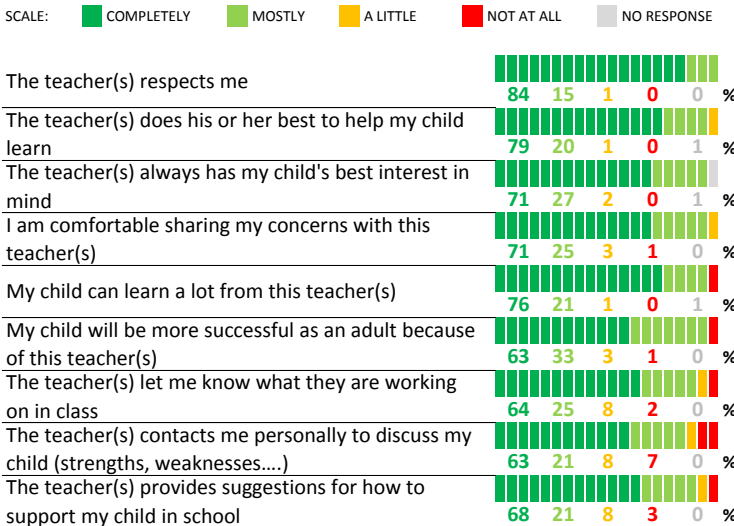 SCALE: COMPLETELY MOSTLY A LITTLE NOT AT ALL NO RESPONSE
The teacher(s) respects me
84 15 1 0 0 %
The teacher(s) does his or her best to help my child
learn
79 20 1 0 1 %
The teacher(s) always has my child's best interest in
mind
71 27 2 0 1 %
I am comfortable sharing my concerns with this
teacher(s)
71 25 3 1 0 %
My child can learn a lot from this teacher(s)
76 21 1 0 1 %
My child will be more successful as an adult because
of this teacher(s)
63 33 3 1 0 %
The teacher(s) let me know what they are working
on in class
64 25 8 2 0 %
The teacher(s) contacts me personally to discuss my
child (strengths, weaknesses....)
63 21 8 7 0 %
The teacher(s) provides suggestions for how to
support my child in school
68 21 8 3 0 %